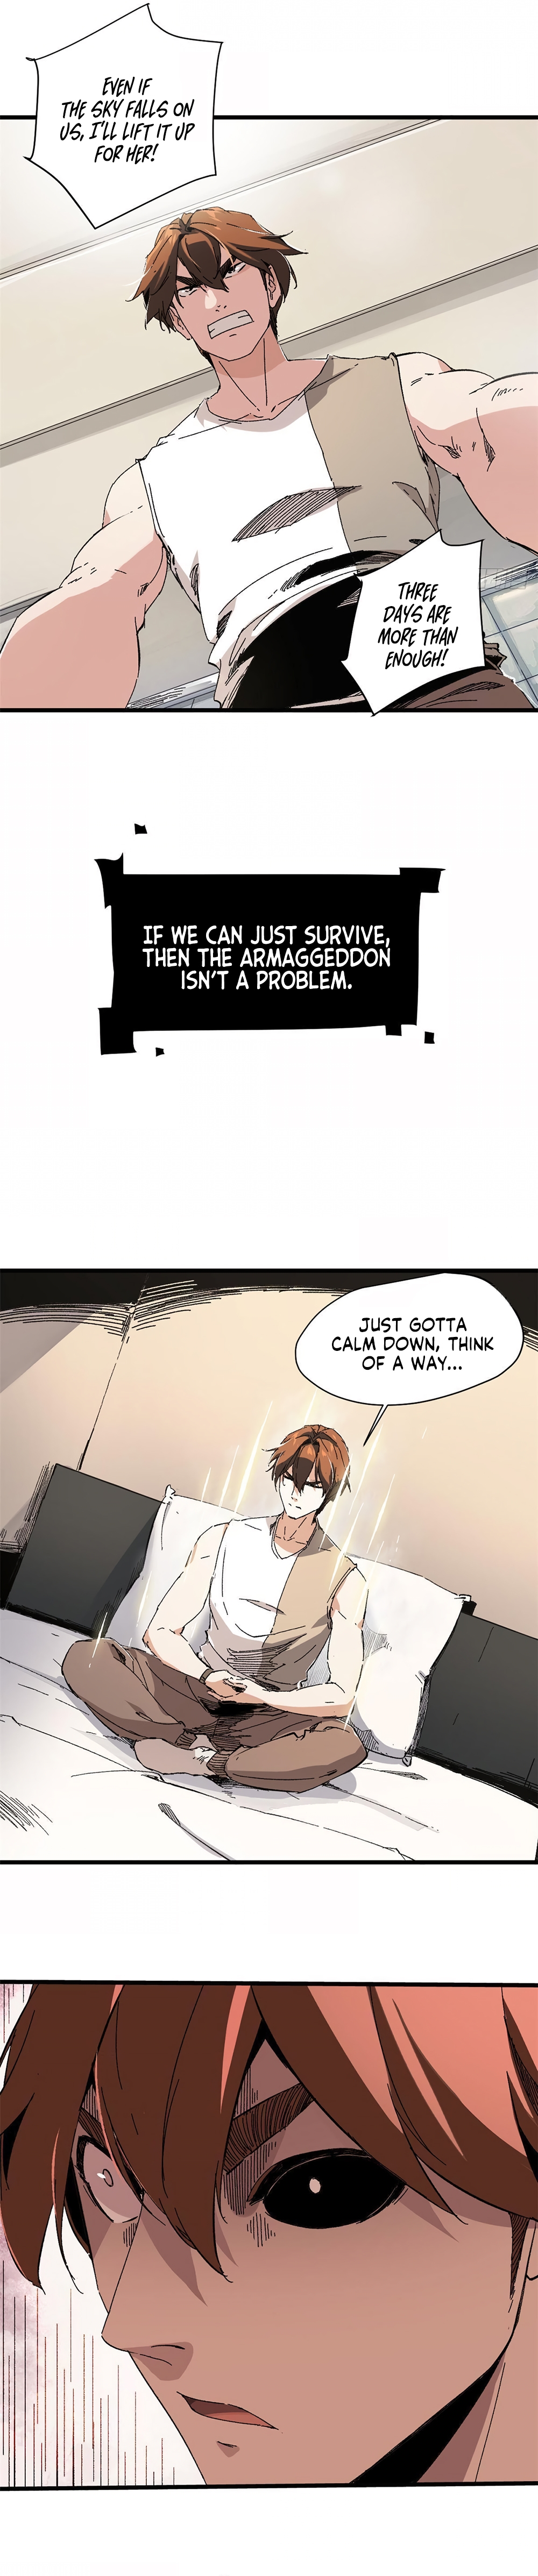 EVEN IF
THE SKY FALLS ON
US, I'LL LIFT IT UP
FOR HER!
THREE
DAYS ARE
MORE THAN
ENOUGH!
IF WE CAN JUST SURVIVE,
THEN THE ARMAGGEDDON
ISN'T A PROBLEM.
JUST GOTTA
CALM DOWN, THINK
OF A WAY...